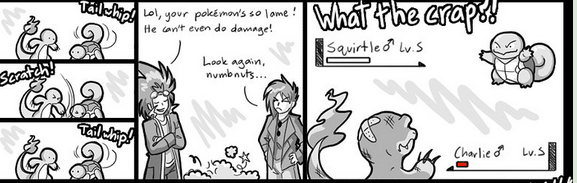 Tail whip!
Scratch!
Tail whip!
Lol, your pokémon's so lame!
He can't even do damage!
Look again,
numbnuts...
What the crap?!
Squirtle♂ Lv.5
Charlie♂ Lv.5